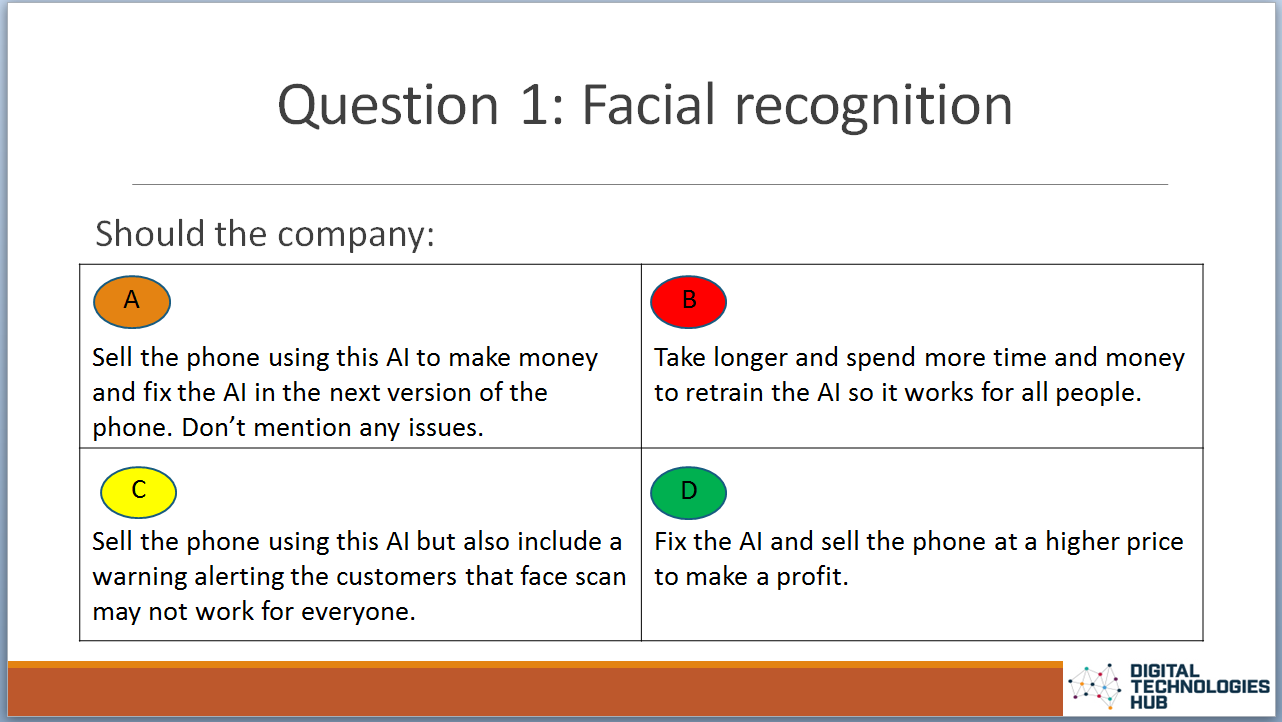 Question 1: Facial recognition
Should the company:
A
Sell the phone using this AI to make money
and fix the AI in the next version of the
phone. Don’t mention any issues.
B
Take longer and spend more time and money
to retrain the AI so it works for all people.
C
Sell the phone using this AI but also include a
warning alerting the customers that face scan
may not work for everyone.
D
Fix the AI and sell the phone at a higher price
to make a profit.
DIGITAL
TECHNOLOGIES
HUB